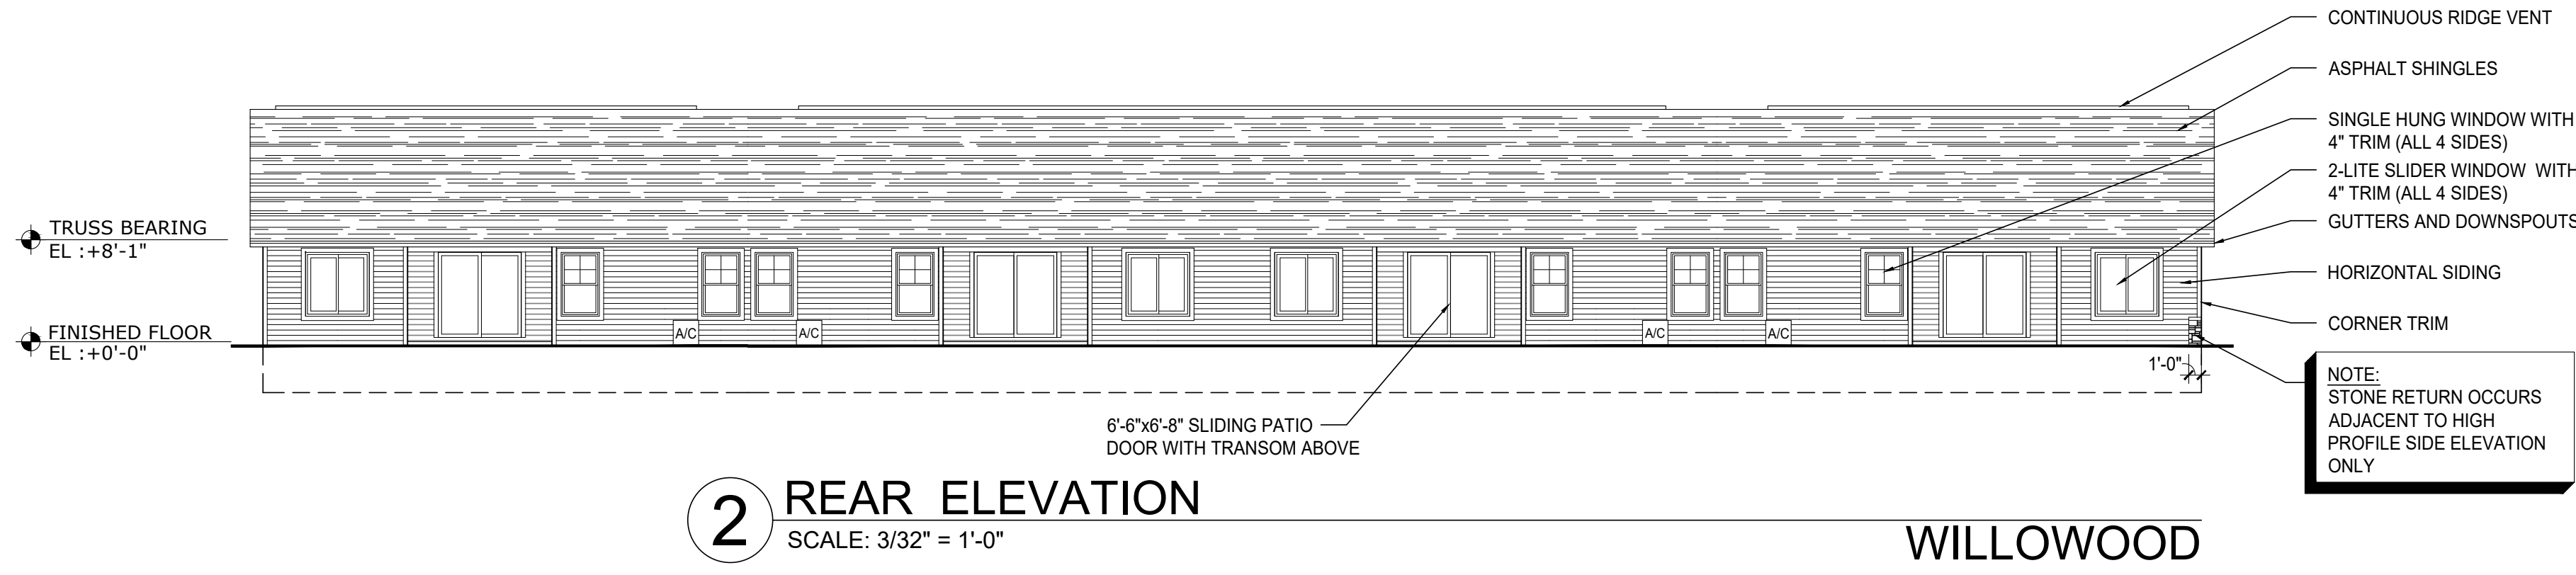 CONTINUOUS RIDGE VENT
ASPHALT SHINGLES
SINGLE HUNG WINDOW WITH
4" TRIM (ALL 4 SIDES)
2-LITE SLIDER WINDOW WITH
4" TRIM (ALL 4 SIDES)
GUTTERS AND DOWNSPOUTS
HORIZONTAL SIDING
CORNER TRIM
TRUSS BEARING
EL :+8'-1"
FINISHED FLOOR
EL :+0'-0"
A/C
A/C
A/C
A/C
1'-0"
NOTE:
STONE RETURN OCCURS
ADJACENT TO HIGH
PROFILE SIDE ELEVATION
ONLY
6'-6"x6'-8" SLIDING PATIO
DOOR WITH TRANSOM ABOVE
2
REAR ELEVATION
SCALE: 3/32" = 1'-0"
WILLOWOOD